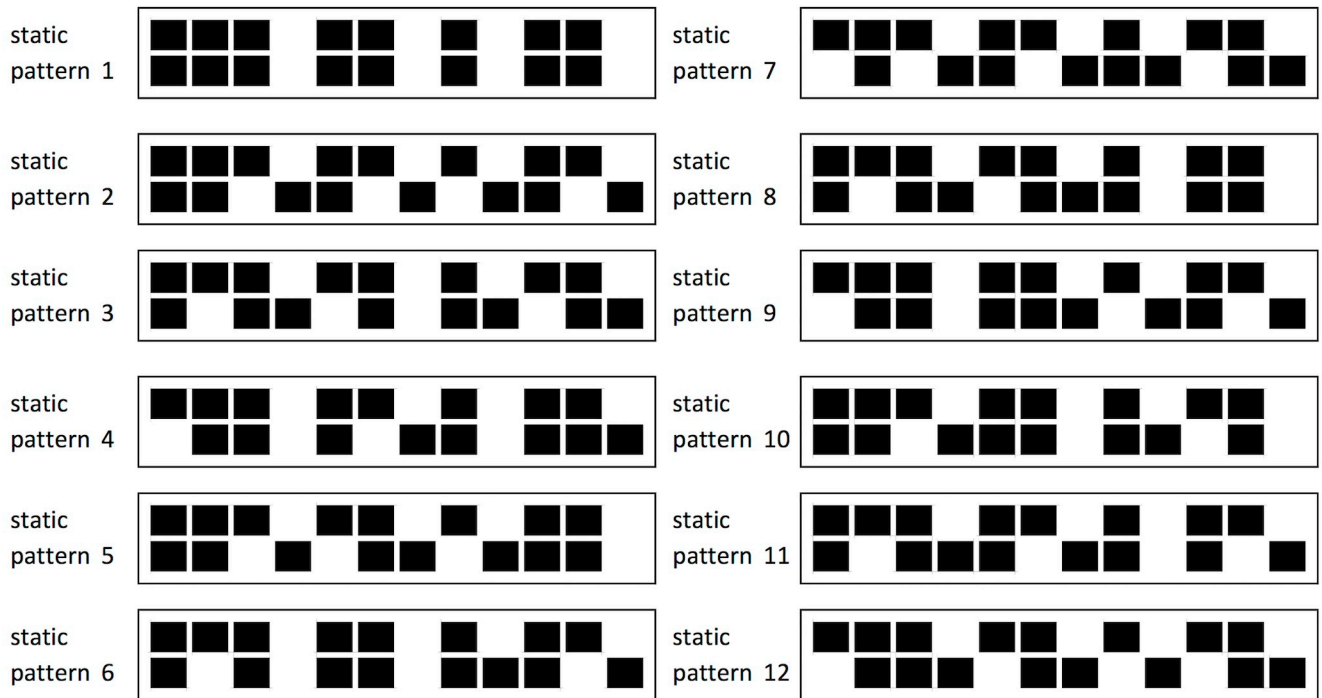 static
pattern 1
static
pattern 2
static
pattern 3
static
pattern 4
static
pattern 5
static
pattern 6
static
pattern 7
static
pattern 8
static
pattern 9
static
pattern 10
static
pattern 11
static
pattern 12